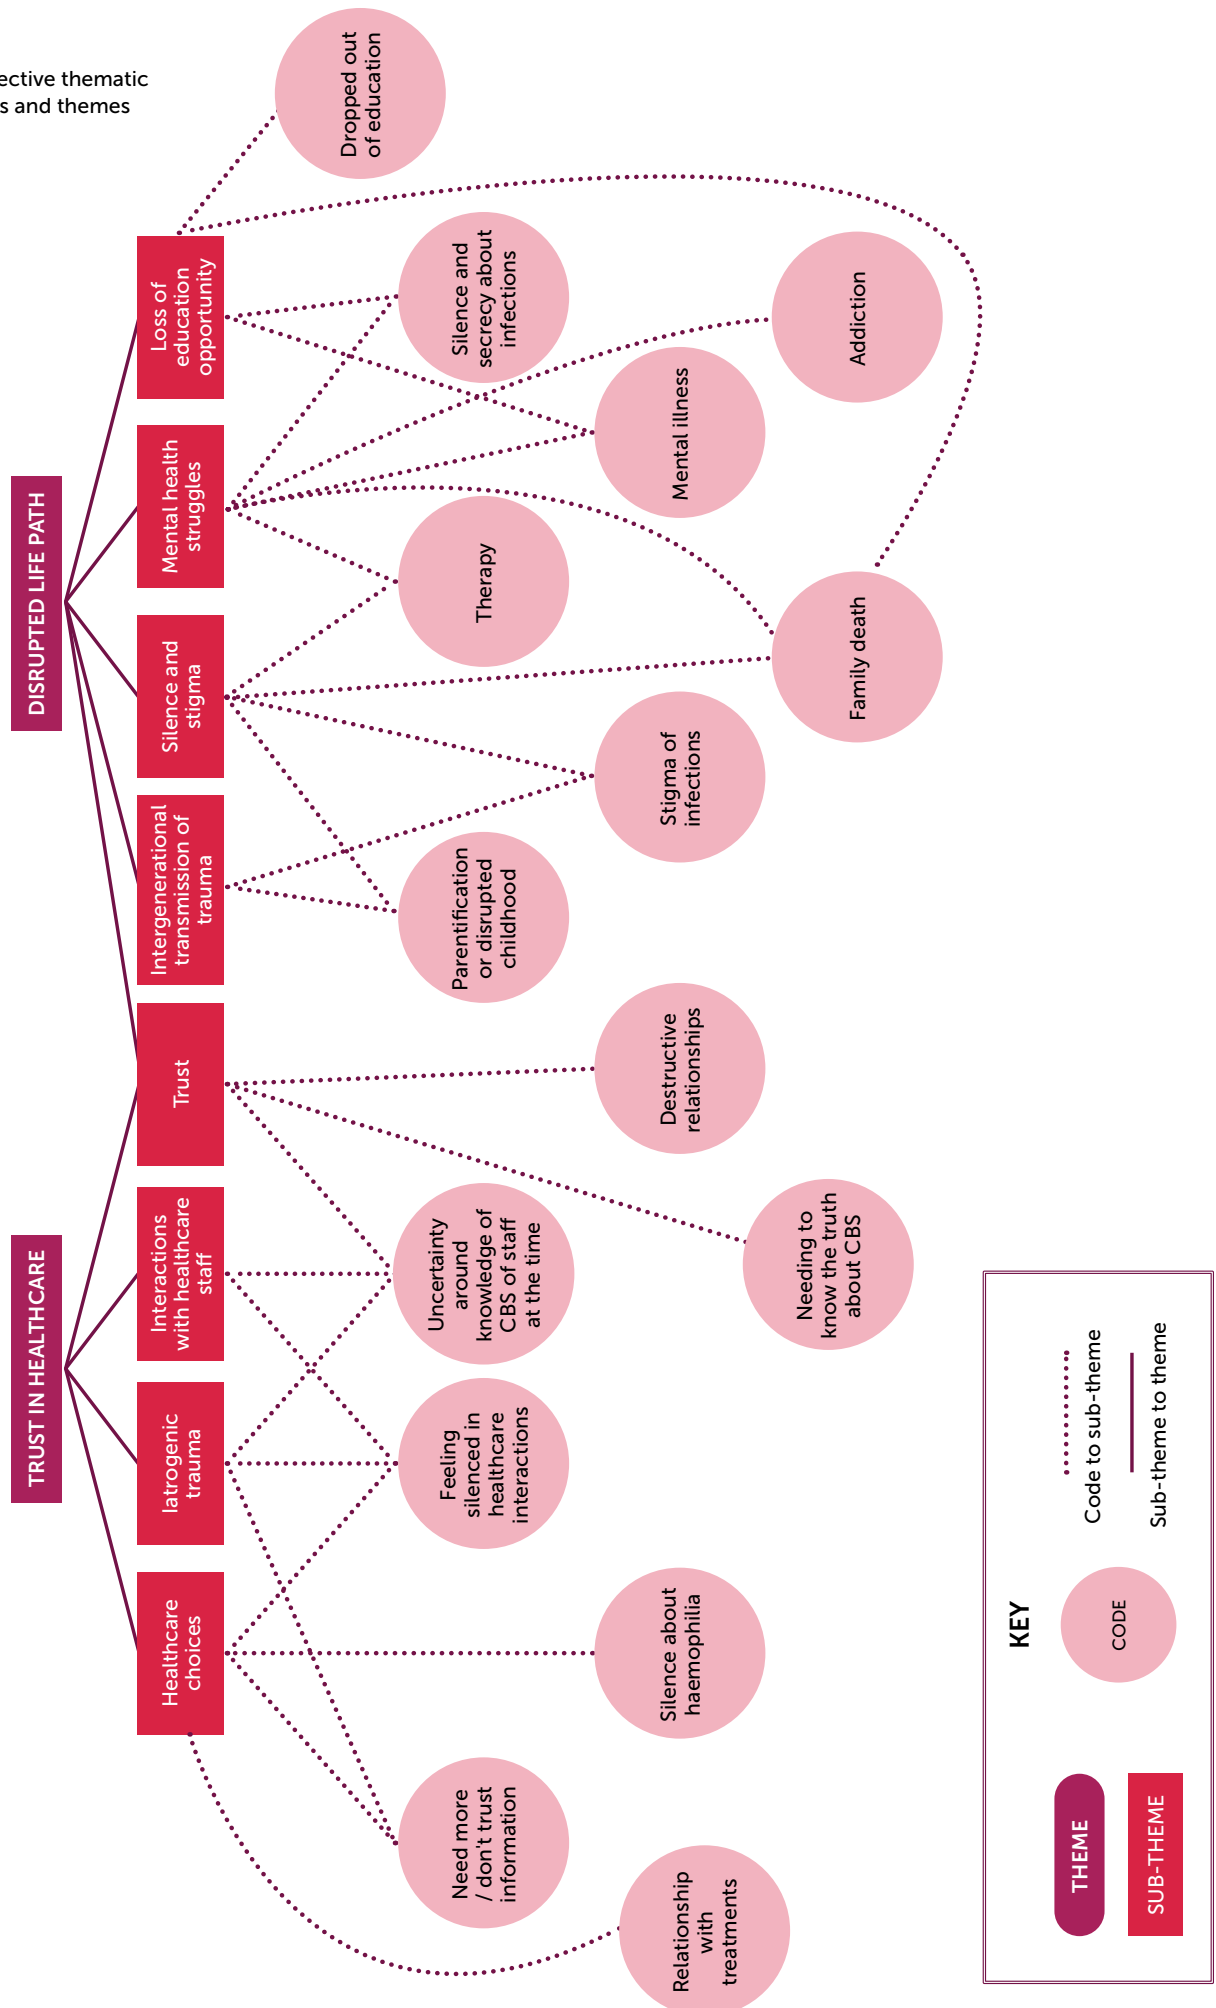 ective thematic
s and themes
TRUST IN HEALTHCARE
DISRUPTED LIFE PATH
Healthcare
choices
Iatrogenic
trauma
Interactions
with healthcare
staff
Trust
Intergenerational
transmission of
trauma
Silence and
stigma
Mental health
struggles
Loss of
education
opportunity
Dropped out
of education
Need more
/ don't trust
information
Feeling
silenced in
healthcare
interactions
Uncertainty
around
knowledge of
CBS of staff
at the time
Parentification
or disrupted
childhood
Therapy
Silence and
secrecy about
infections
Relationship
with
treatments
Silence about
haemophilia
Destructive
relationships
Stigma of
infections
Mental illness
Needing to
know the truth
about CBS
Family death
Addiction
KEY
THEME
SUB-THEME
CODE
Code to sub-theme
Sub-theme to theme